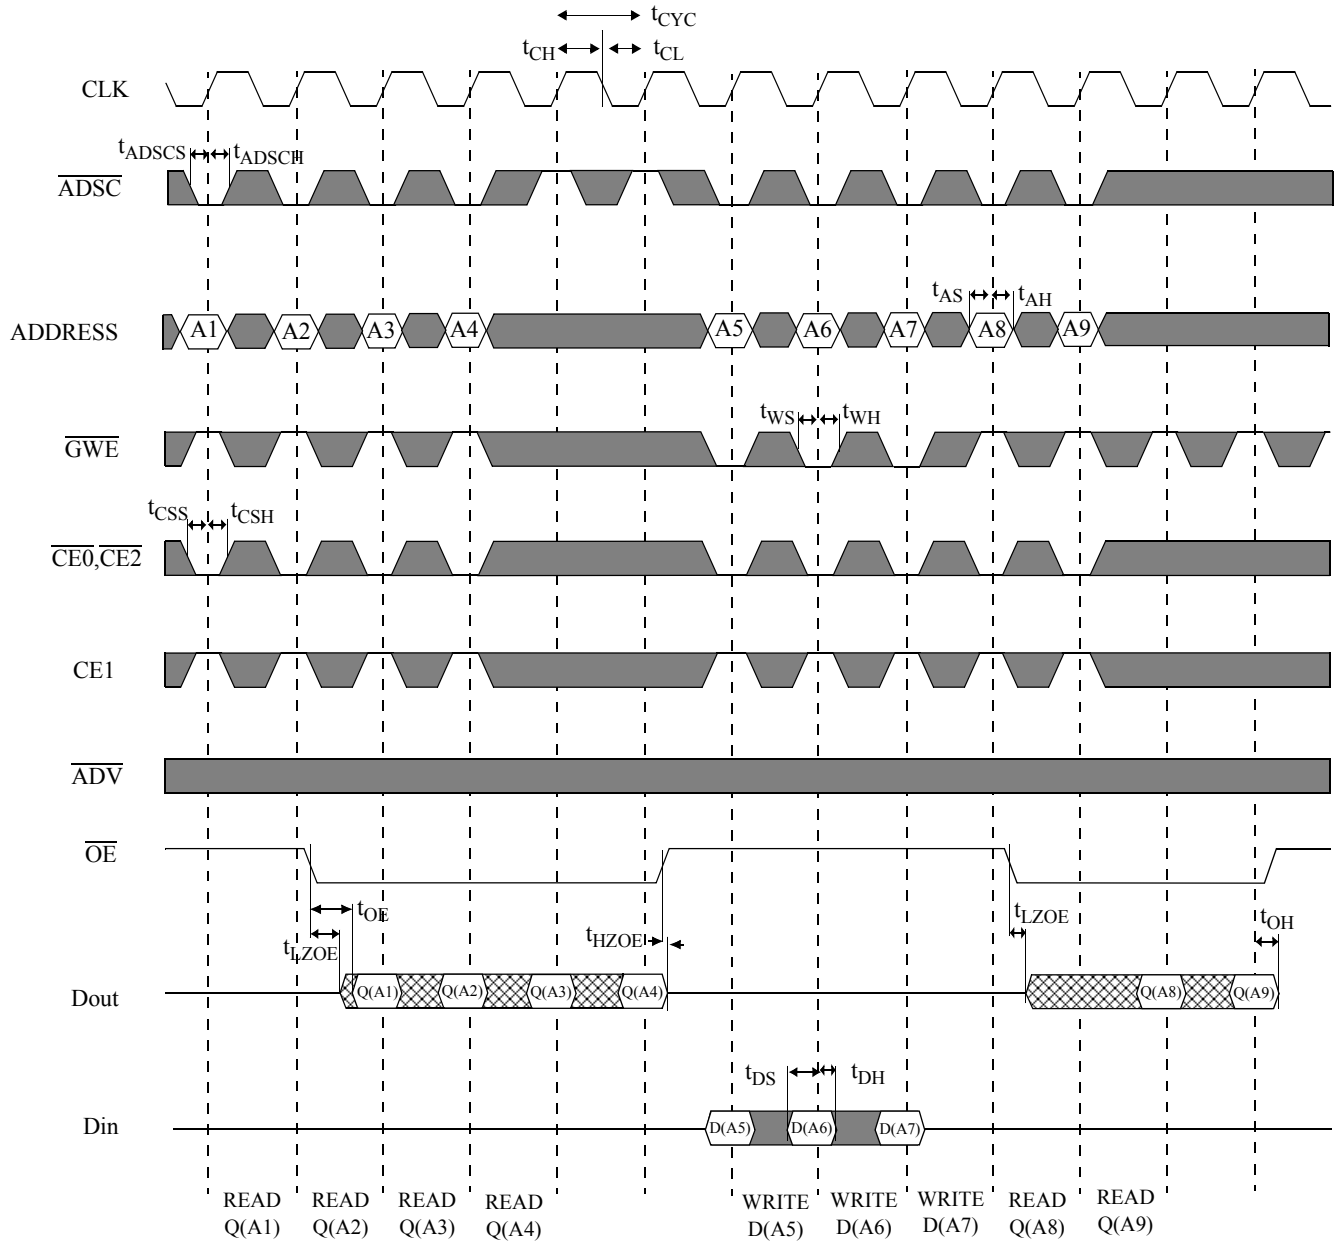 tCYC
tCH tCL
CLK
tADSCS tADSCH
ADSC
tAS tAH
ADDRESS A1 A2 A3 A4 A5 A6 A7 A8 A9
tWS tWH
GWE
tCSS tCSH
CE0,CE2
CE1
ADV
OE
tOE tLZOE
tLZOE tHZOE tOH
Dout Q(A1) Q(A2) Q(A3) Q(A4) Q(A8) Q(A9)
tDS tDH
Din D(A5) D(A6) D(A7)
READ READ READ READ WRITE WRITE WRITE READ READ
Q(A1) Q(A2) Q(A3) Q(A4) D(A5) D(A6) D(A7) Q(A8) Q(A9)